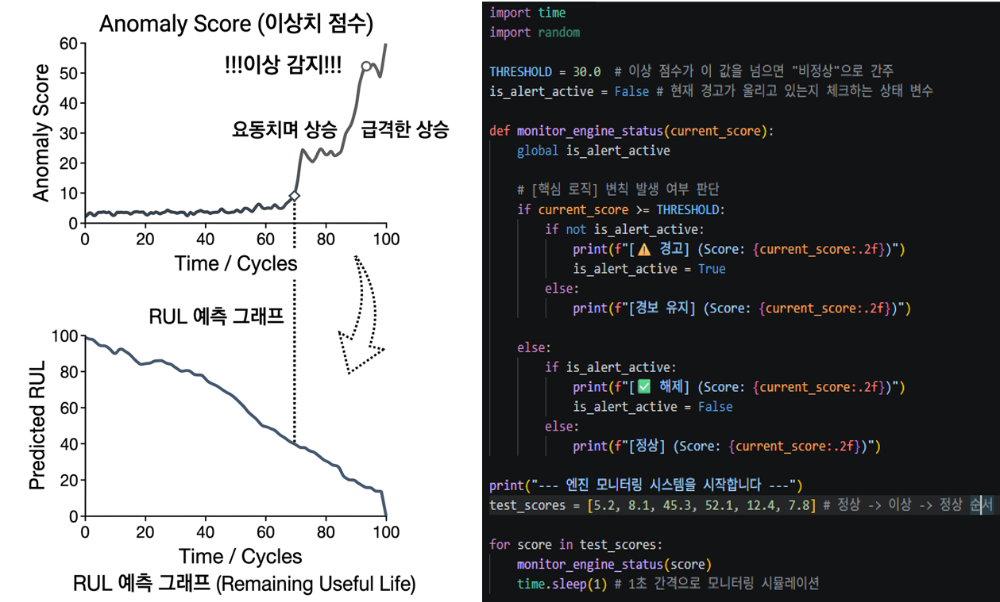 Anomaly Score (이상치 점수)
!!!이상 감지!!!
요동치며 상승
급격한 상승
Anomaly Score
60
50
40
30
20
10
0
0 20 40 60 80 100
Time / Cycles
RUL 예측 그래프
Predicted RUL
100
80
60
40
20
0
0 20 40 60 80 100
Time / Cycles
RUL 예측 그래프 (Remaining Useful Life)
import time
import random
THRESHOLD = 30.0 # 이상 점수가 이 값을 넘으면 "비정상"으로 간주
is_alert_active = False # 현재 경고가 울리고 있는지 체크하는 상태 변수
def monitor_engine_status(current_score):
global is_alert_active
# [핵심 로직] 변칙 발생 여부 판단
if current_score >= THRESHOLD:
if not is_alert_active:
print(f"[⚠️ 경고] (Score: {current_score:.2f})")
is_alert_active = True
else:
print(f"[경보 유지] (Score: {current_score:.2f})")
else:
if is_alert_active:
print(f"[✅ 해제] (Score: {current_score:.2f})")
is_alert_active = False
else:
print(f"[정상] (Score: {current_score:.2f})")
print("--- 엔진 모니터링 시스템을 시작합니다 ---")
test_scores = [5.2, 8.1, 45.3, 52.1, 12.4, 7.8] # 정상 -> 이상 -> 정상 순서
for score in test_scores:
monitor_engine_status(score)
time.sleep(1) # 1초 간격으로 모니터링 시뮬레이션